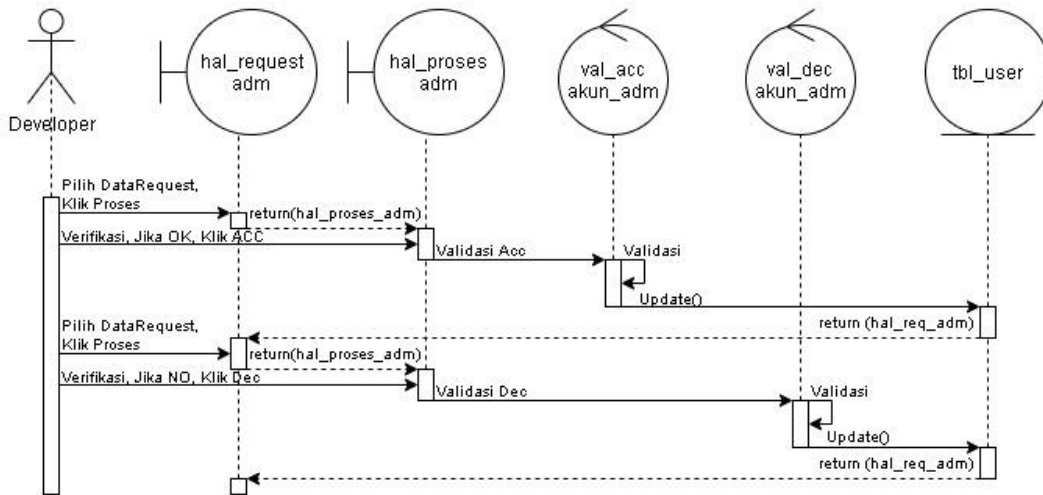 hal_request
adm
hal_proses
adm
val_acc
akun_adm
val_dec
akun_adm
tbl_user
Developer
Pilih DataRequest,
Klik Proses
return(hal_proses_adm)
Verifikasi, Jika OK, Klik ACC
Validasi Acc
Validasi
Update()
return (hal_req_adm)
Pilih DataRequest,
Klik Proses
return(hal_proses_adm)
Verifikasi, Jika NO, Klik Dec
Validasi Dec
Validasi
Update()
return (hal_req_adm)